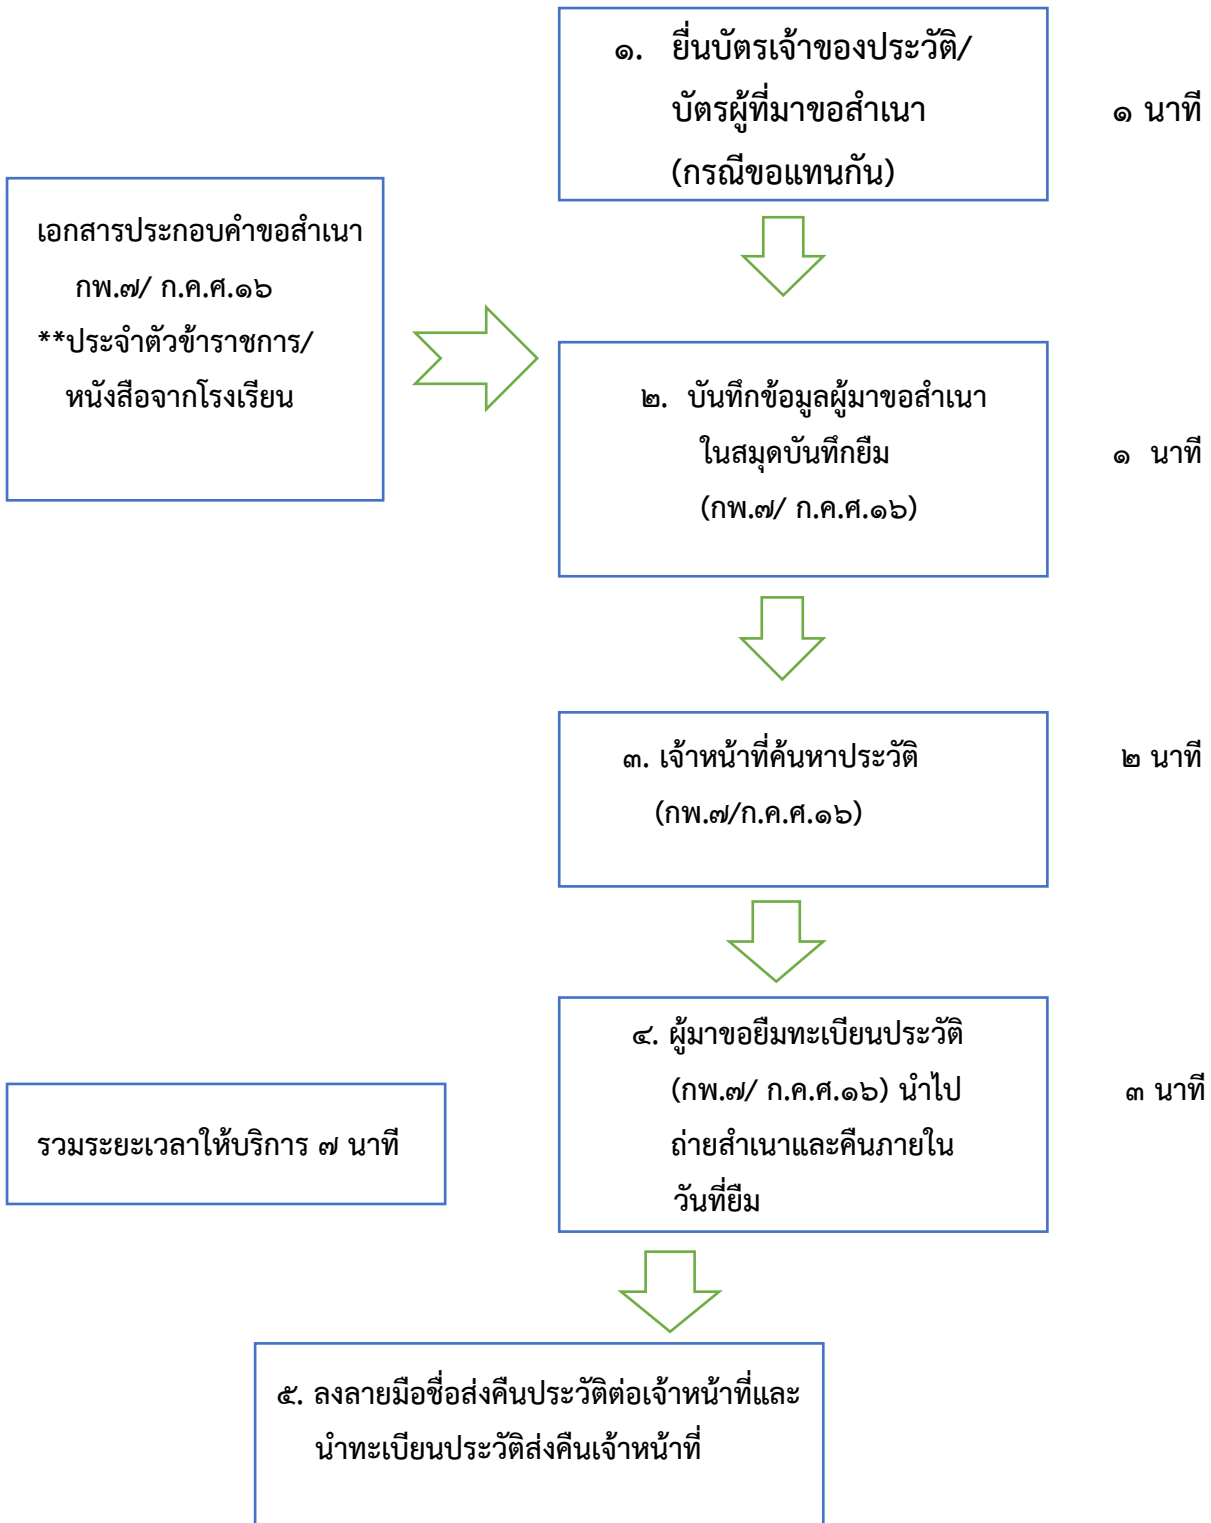 ๑. ยื่นบัตรเจ้าของประวัติ/
บัตรผู้ที่มาขอสำเนา
(กรณีขอแทนกัน)
๑ นาที
เอกสารประกอบคำขอสำเนา
กพ.๗/ ก.ค.ศ.๑๖
**ประจำตัวข้าราชการ/
หนังสือจากโรงเรียน
๒. บันทึกข้อมูลผู้มาขอสำเนา
ในสมุดบันทึกยืม
(กพ.๗/ ก.ค.ศ.๑๖)
๑ นาที
๓. เจ้าหน้าที่ค้นหาประวัติ
(กพ.๗/ก.ค.ศ.๑๖)
๒ นาที
๔. ผู้มาขอยืมทะเบียนประวัติ
(กพ.๗/ ก.ค.ศ.๑๖) นำไป
ถ่ายสำเนาและคืนภายใน
วันที่ยืม
๓ นาที
รวมระยะเวลาให้บริการ ๗ นาที
๕. ลงลายมือชื่อส่งคืนประวัติต่อเจ้าหน้าที่และ
นำทะเบียนประวัติส่งคืนเจ้าหน้าที่